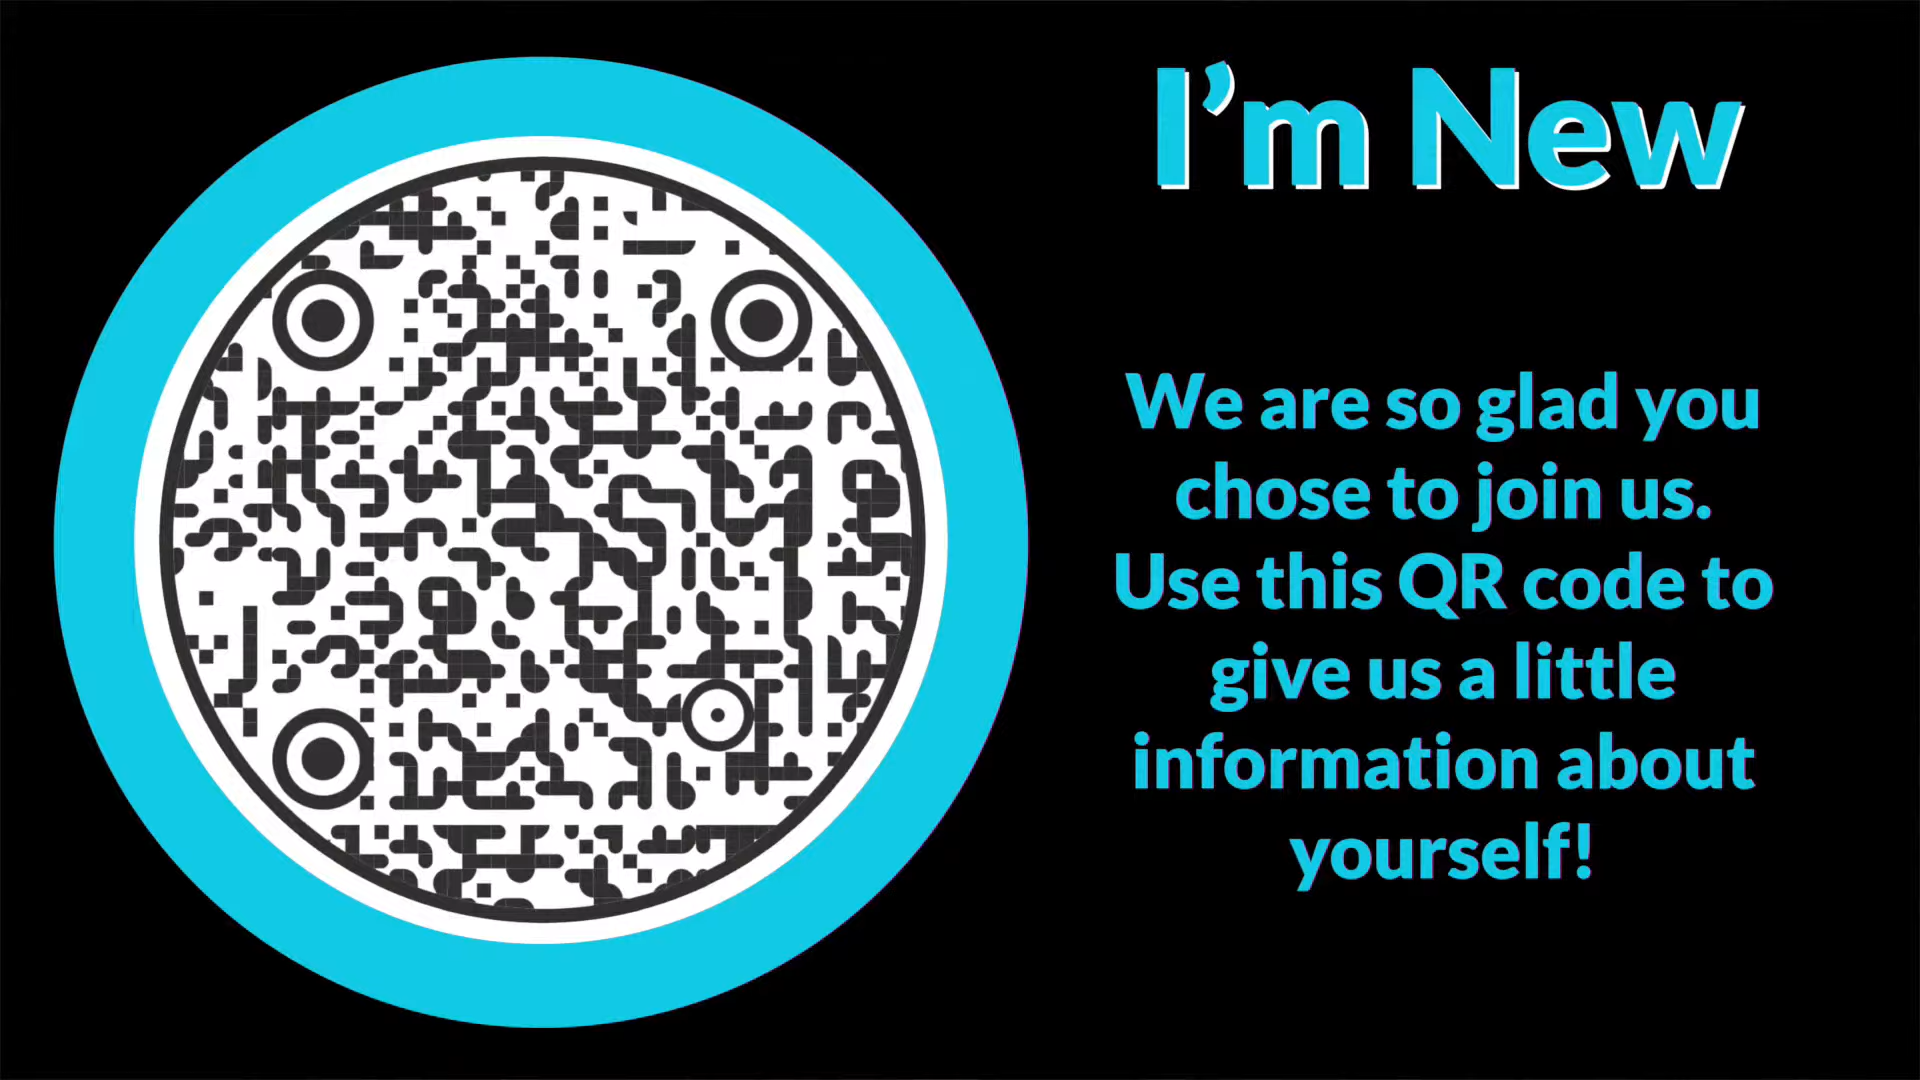 I’m New
We are so glad you
chose to join us.
Use this QR code to
give us a little
information about
yourself!